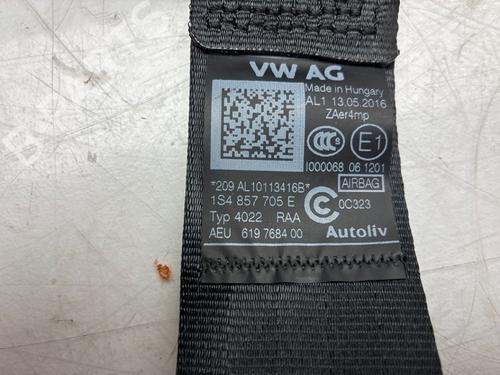 VW AG
Made in Hungary
AL1 13.05.2016
ZAer4mp
E1
I000068 06 1201
*209 AL10113416B*
AIRBAG
1S4 857 705 E
0C323
Typ 4022 RAA
AEU 619 7684 00
Autoliv